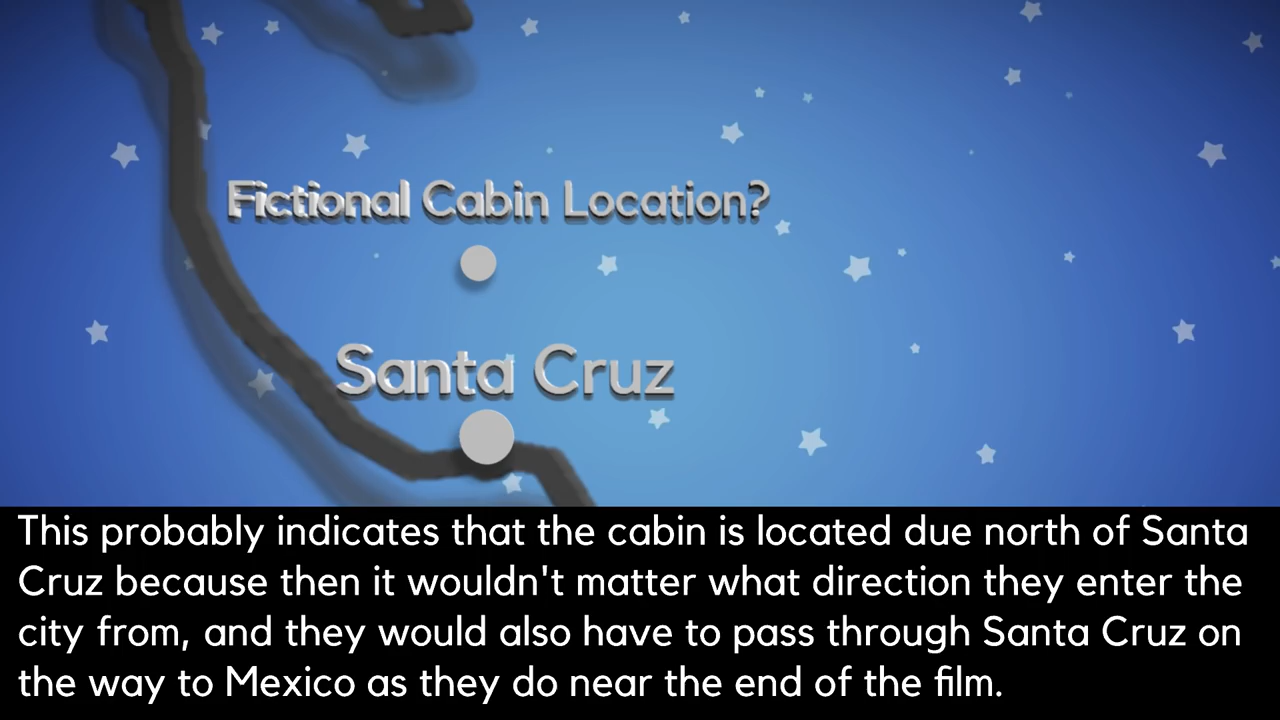 Fictional Cabin Location?
Santa Cruz
This probably indicates that the cabin is located due north of Santa
Cruz because then it wouldn't matter what direction they enter the
city from, and they would also have to pass through Santa Cruz on
the way to Mexico as they do near the end of the film.